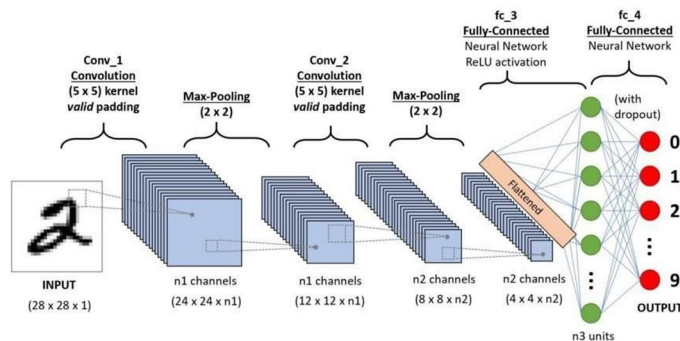 fc_3
Fully-Connected
Neural Network
ReLU activation
fc_4
Fully-Connected
Neural Network
Conv_1
Convolution
(5 x 5) kernel
valid padding
Max-Pooling
(2 x 2)
Conv_2
Convolution
(5 x 5) kernel
valid padding
Max-Pooling
(2 x 2)
(with
dropout)
Flattened
2
0
1
2
9
INPUT
(28 x 28 x 1)
n1 channels
(24 x 24 x n1)
n1 channels
(12 x 12 x n1)
n2 channels
(8 x 8 x n2)
n2 channels
(4 x 4 x n2)
OUTPUT
n3 units